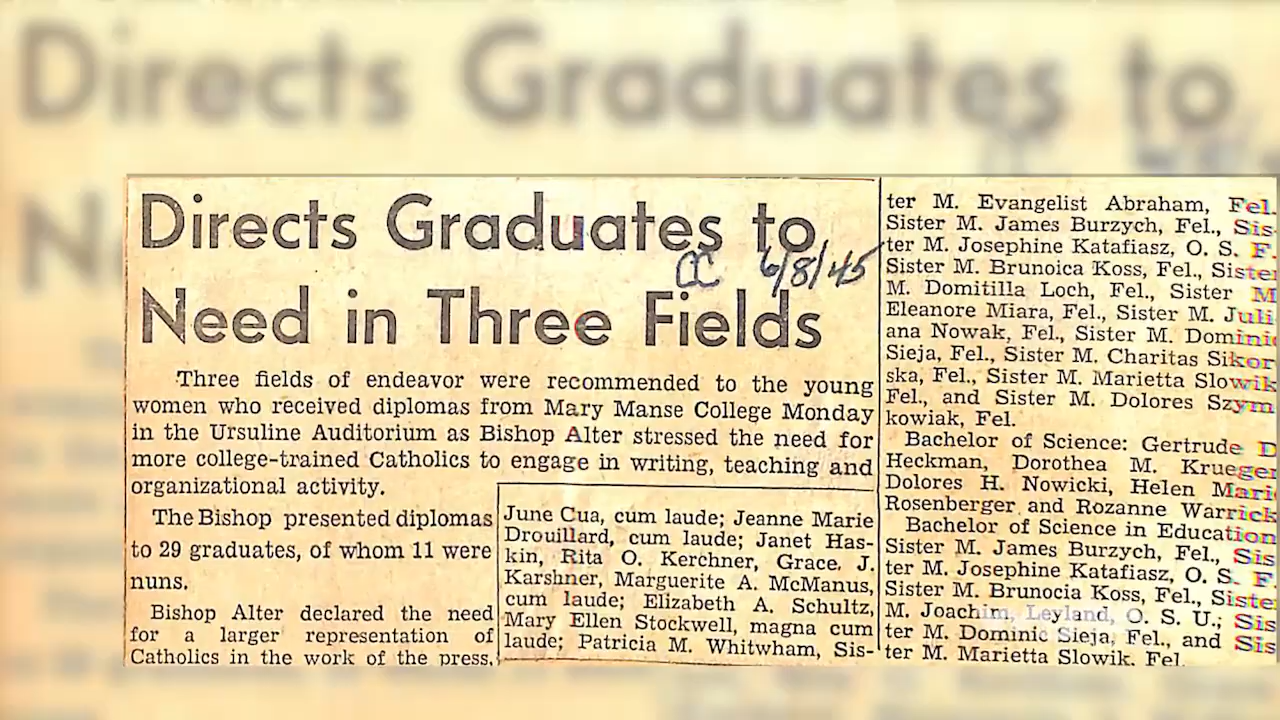 Directs Graduates to
Directs Graduates to
CC 6/8/45
Need in Three Fields
Three fields of endeavor were recommended to the young
women who received diplomas from Mary Manse College Monday
in the Ursuline Auditorium as Bishop Alter stressed the need for
more college-trained Catholics to engage in writing, teaching and
organizational activity.
The Bishop presented diplomas
to 29 graduates, of whom 11 were
nuns.
Bishop Alter declared the need
for a larger representation of
Catholics in the work of the press,
June Cua, cum laude; Jeanne Marie
Drouillard, cum laude; Janet Has-
kin, Rita O. Kerchner, Grace. J.
Karshner, Marguerite A. McManus,
cum laude; Elizabeth A. Schultz,
Mary Ellen Stockwell, magna cum
laude; Patricia M. Whitwham, Sis-
ter M. Evangelist Abraham, Fel.
Sister M. James Burzych, Fel., Sis-
ter M. Josephine Katafiasz, O. S. F.
Sister M. Brunoica Koss, Fel., Sister
M. Domitilla Loch, Fel., Sister M
Eleanore Miara, Fel., Sister M. Juli
ana Nowak, Fel., Sister M. Dominic
Sieja, Fel., Sister M. Charitas Sikor
ska, Fel., Sister M. Marietta Slowik
Fel., and Sister M. Dolores Szym
kowiak, Fel.
Bachelor of Science: Gertrude D
Heckman, Dorothea M. Krueger
Dolores H. Nowicki, Helen Marie
Rosenberger and Rozanne Warrick
Bachelor of Science in Education
Sister M. James Burzych, Fel., Sis
ter M. Josephine Katafiasz, O. S. F
Sister M. Brunocia Koss, Fel., Sister
M. Joachim, Leyland, O. S. U.; Sis
ter M. Dominic Sieja, Fel., and Sis
ter M. Marietta Slowik. Fel.